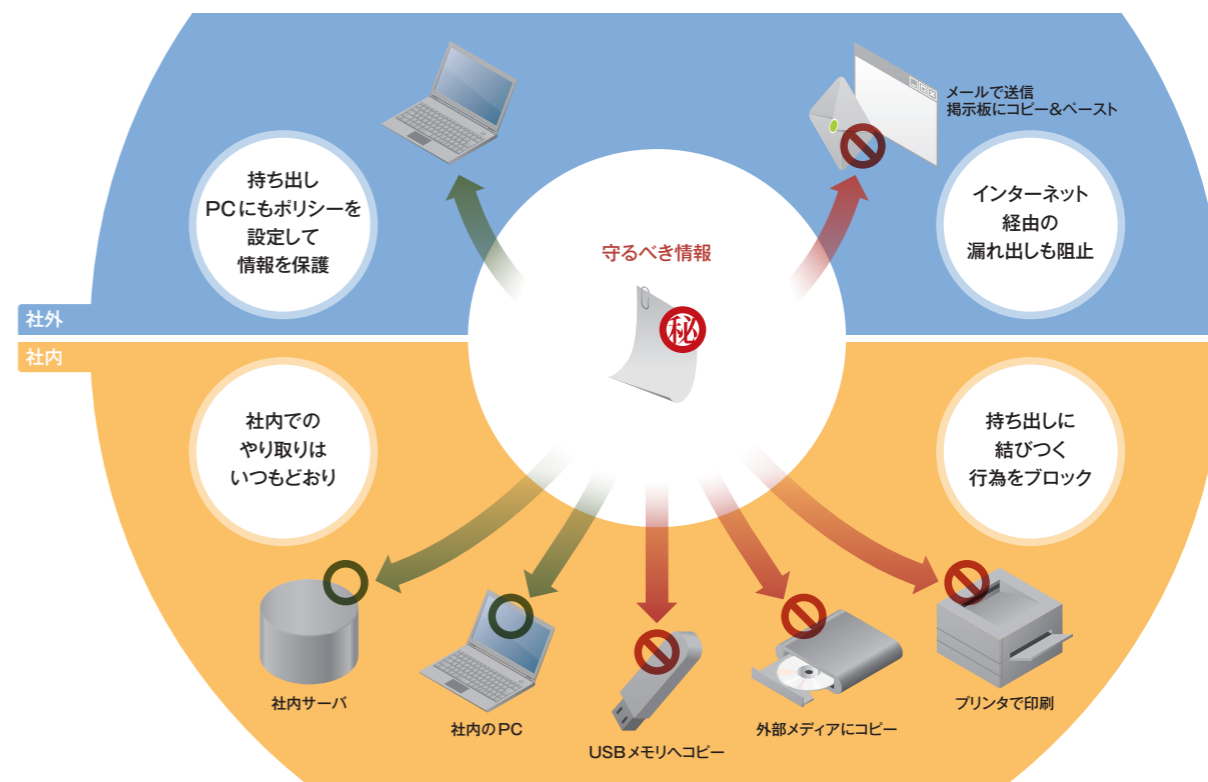 メールで送信
掲示板にコピー&ペースト
持ち出し
PCにもポリシーを
設定して
情報を保護
インターネット
経由の
漏れ出しも阻止
守るべき情報
秘
社外
社内
社内での
やり取りは
いつもどおり
持ち出しに
結びつく
行為をブロック
社内サーバ
社内のPC
USBメモリへコピー
外部メディアにコピー
プリンタで印刷